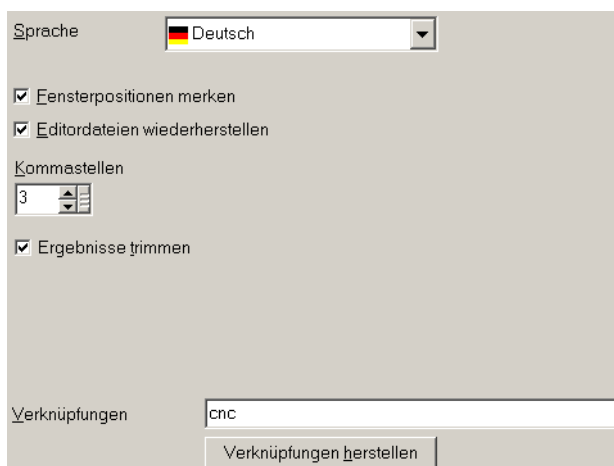 Sprache Deutsch
Fensterpositionen merken
Editordateien wiederherstellen
Kommastellen
3
Ergebnisse trimmen
Verknüpfungen cnc
Verknüpfungen herstellen